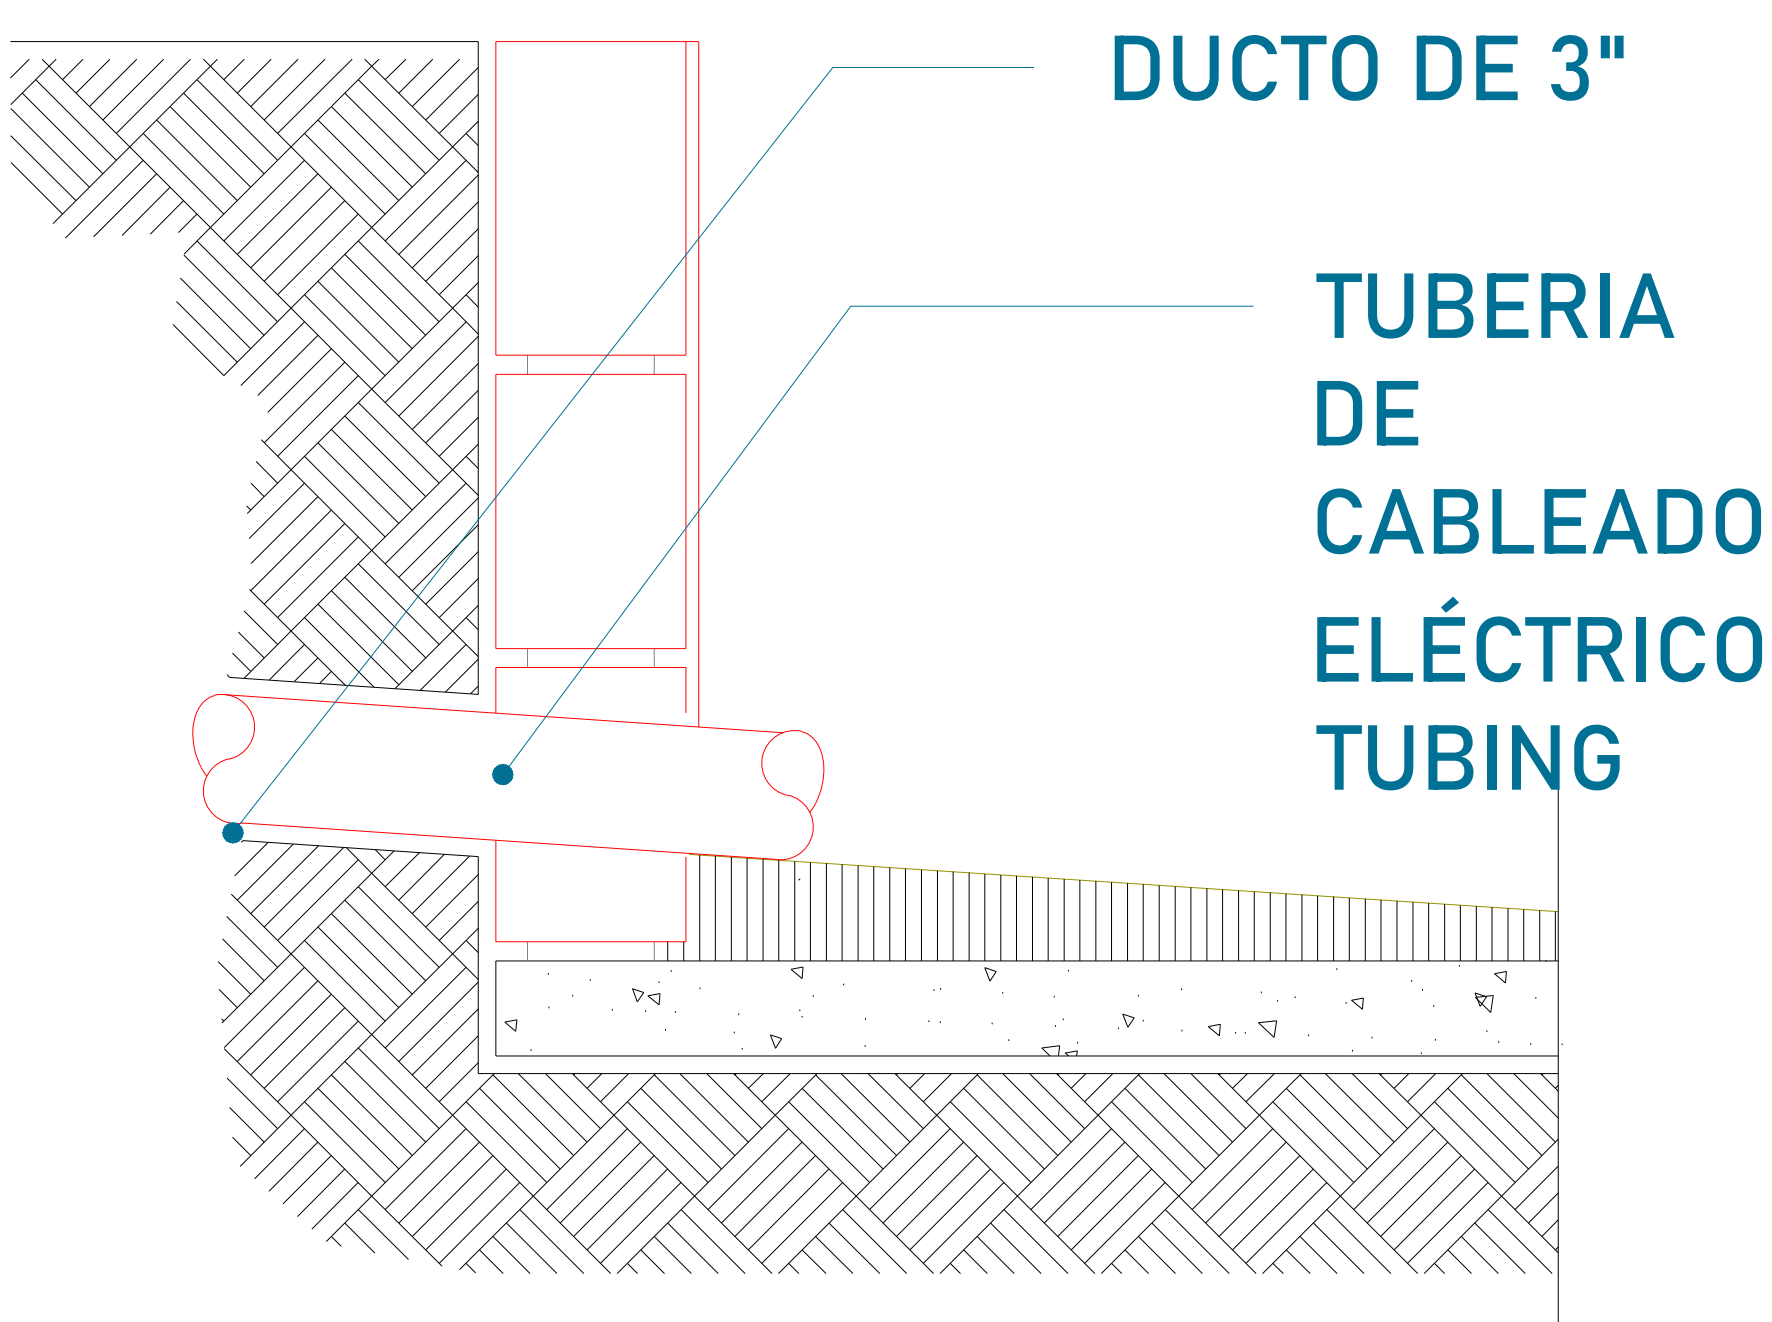 DUCTO DE 3"
TUBERIA
DE
CABLEADO
ELÉCTRICO
TUBING